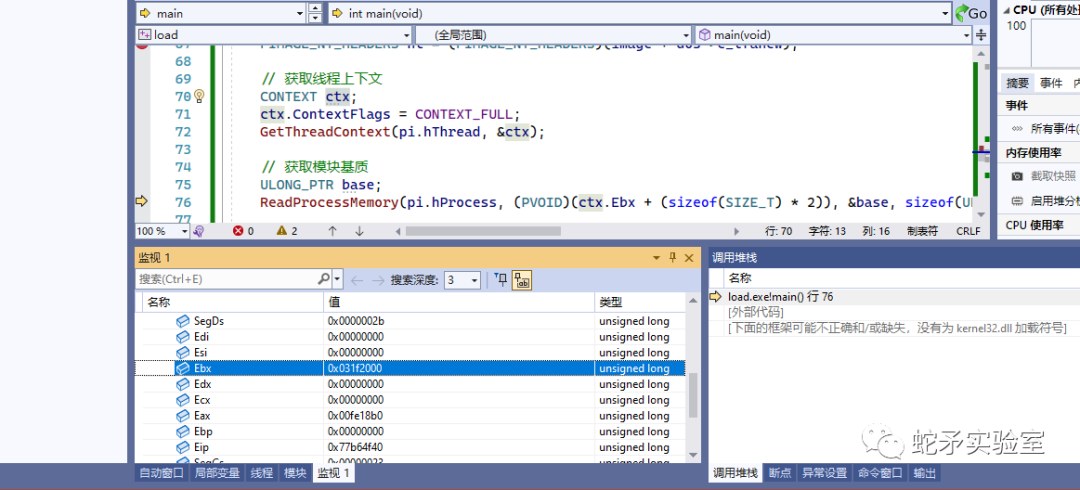 main
int main(void)
Go
CPU (所有处
load
(全局范围)
main(void)
100
68
69 // 获取线程上下文
70 CONTEXT ctx;
71 ctx.ContextFlags = CONTEXT_FULL;
72 GetThreadContext(pi.hThread, &ctx);
73
74 // 获取模块基质
75 ULONG_PTR base;
76 ReadProcessMemory(pi.hProcess, (PVOID)(ctx.Ebx + (sizeof(SIZE_T) * 2)), &base, sizeof(U
77
摘要 事件
事件
所有事件(
内存使用率
截取快照
启用堆分析
CPU 使用率
100 % 0 2 行: 70 字符: 13 列: 16 制表符 CRLF
监视 1
搜索(Ctrl+E) 搜索深度: 3
名称 值 类型
SegDs 0x0000002b unsigned long
Edi 0x00000000 unsigned long
Esi 0x00000000 unsigned long
Ebx 0x031f2000 unsigned long
Edx 0x00000000 unsigned long
Ecx 0x00000000 unsigned long
Eax 0x00fe18b0 unsigned long
Ebp 0x00000000 unsigned long
Eip 0x77b64f40 unsigned long
SegCs 0x00000023 unsigned long
自动窗口 局部变量 线程 模块 监视 1
调用堆栈
名称
load.exe!main() 行 76
[外部代码]
[下面的框架可能不正确和/或缺失，没有为 kernel32.dll 加载符号]
蛇矛实验室
调用堆栈 断点 异常设置 命令窗口 输出